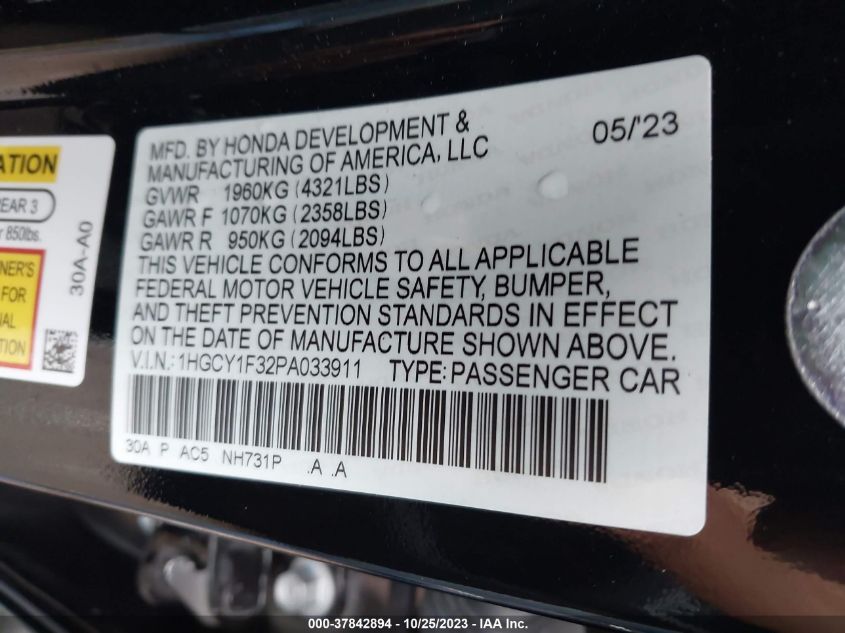 MFD. BY HONDA DEVELOPMENT &
MANUFACTURING OF AMERICA, LLC
05/'23
GVWR 1960KG (4321LBS)
GAWR F 1070KG (2358LBS)
GAWR R 950KG (2094LBS)
THIS VEHICLE CONFORMS TO ALL APPLICABLE
FEDERAL MOTOR VEHICLE SAFETY, BUMPER,
AND THEFT PREVENTION STANDARDS IN EFFECT
ON THE DATE OF MANUFACTURE SHOWN ABOVE.
V.I.N.: 1HGCY1F32PA033911 TYPE: PASSENGER CAR
30A P AC5 NH731P .A .A
EAR 3
850lbs.
30A-A0
NER'S
FOR
000-37842894 - 10/25/2023 - IAA, Inc.